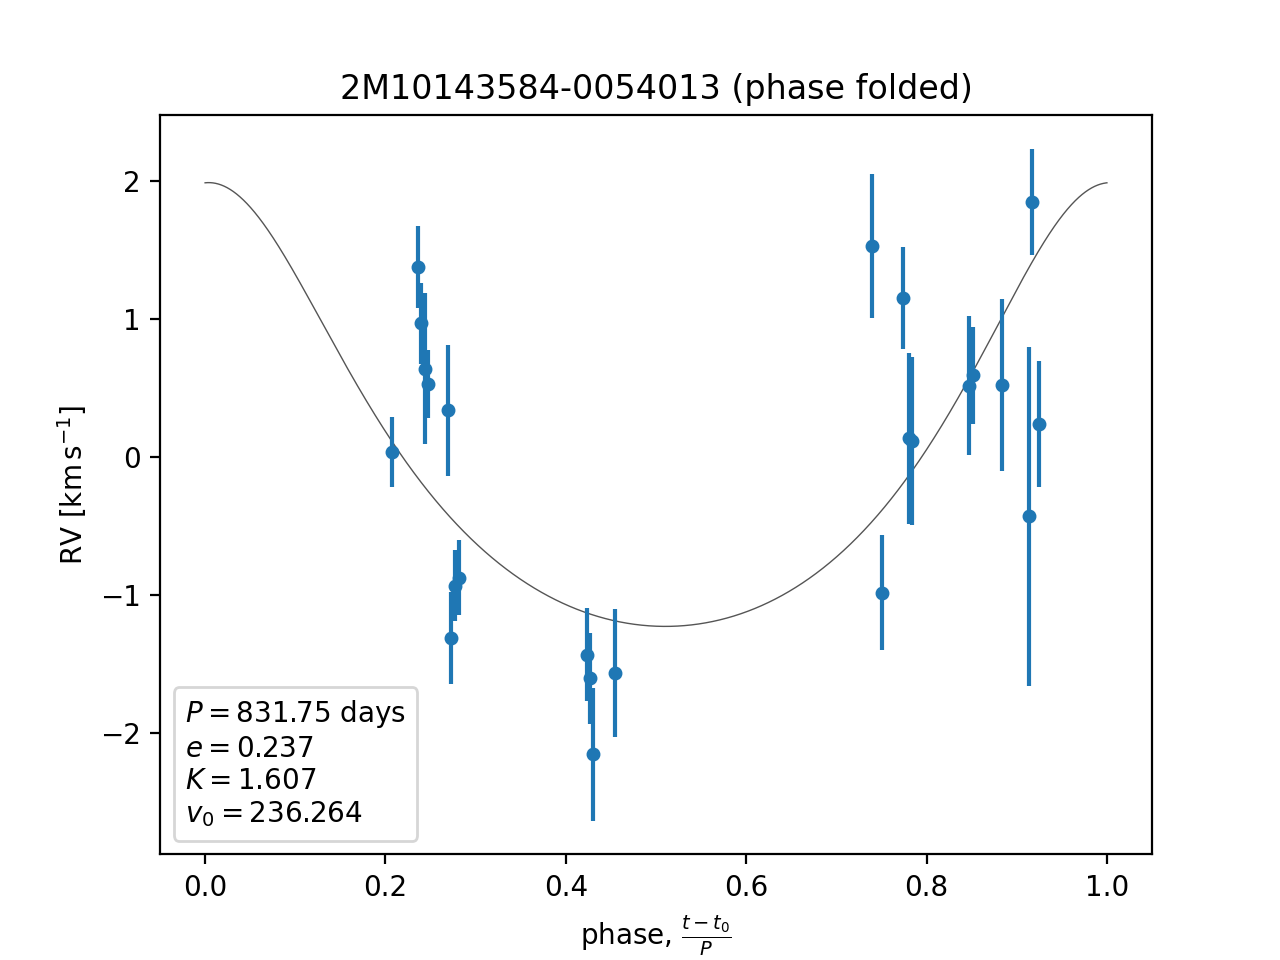 2M10143584-0054013 (phase folded)
RV [km s⁻¹]
2
1
0
−1
−2
P = 831.75 days
e = 0.237
K = 1.607
v₀ = 236.264
0.0 0.2 0.4 0.6 0.8 1.0
phase, (t − t₀)/P